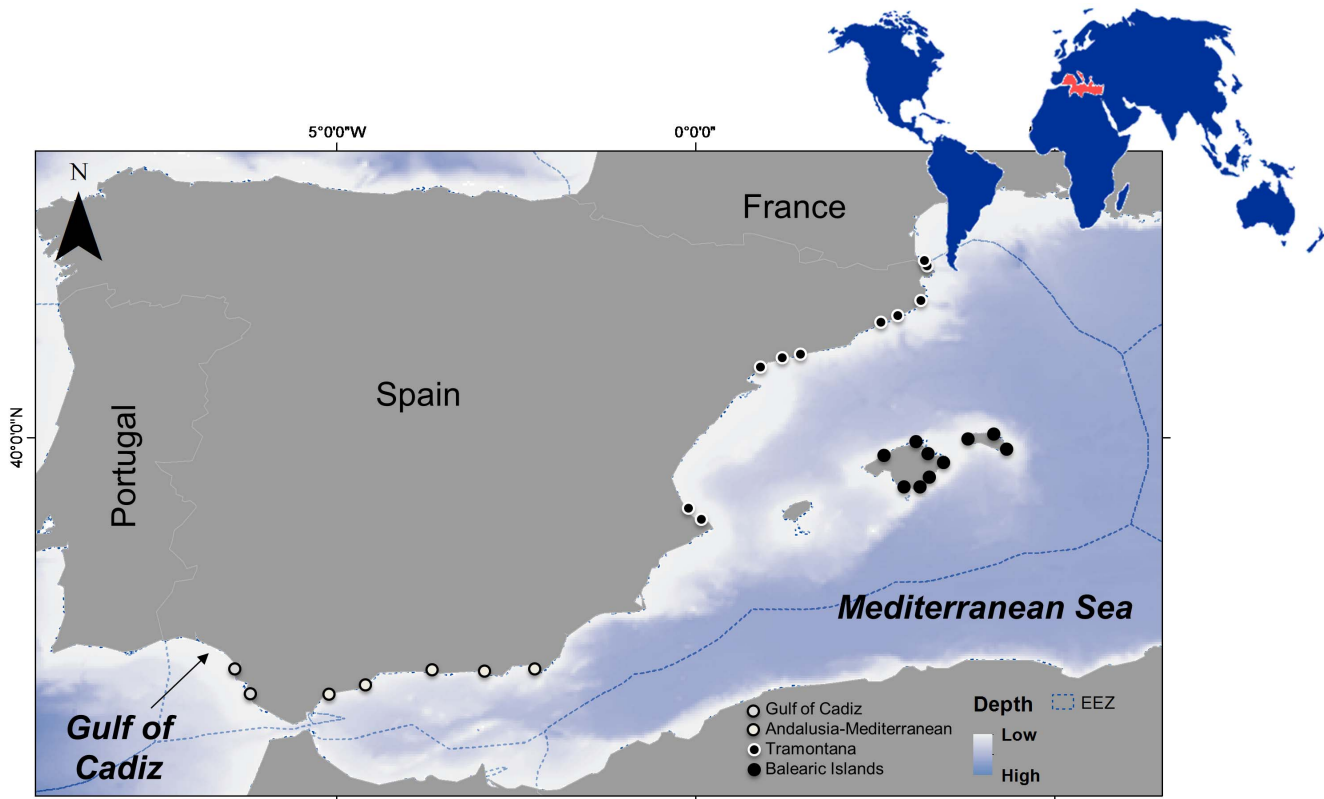 5°0'0"W
0°0'0"
N
France
Spain
Portugal
40°0'0"N
Mediterranean Sea
Gulf of
Cadiz
Gulf of Cadiz
Andalusia-Mediterranean
Tramontana
Balearic Islands
Depth
Low
High
EEZ